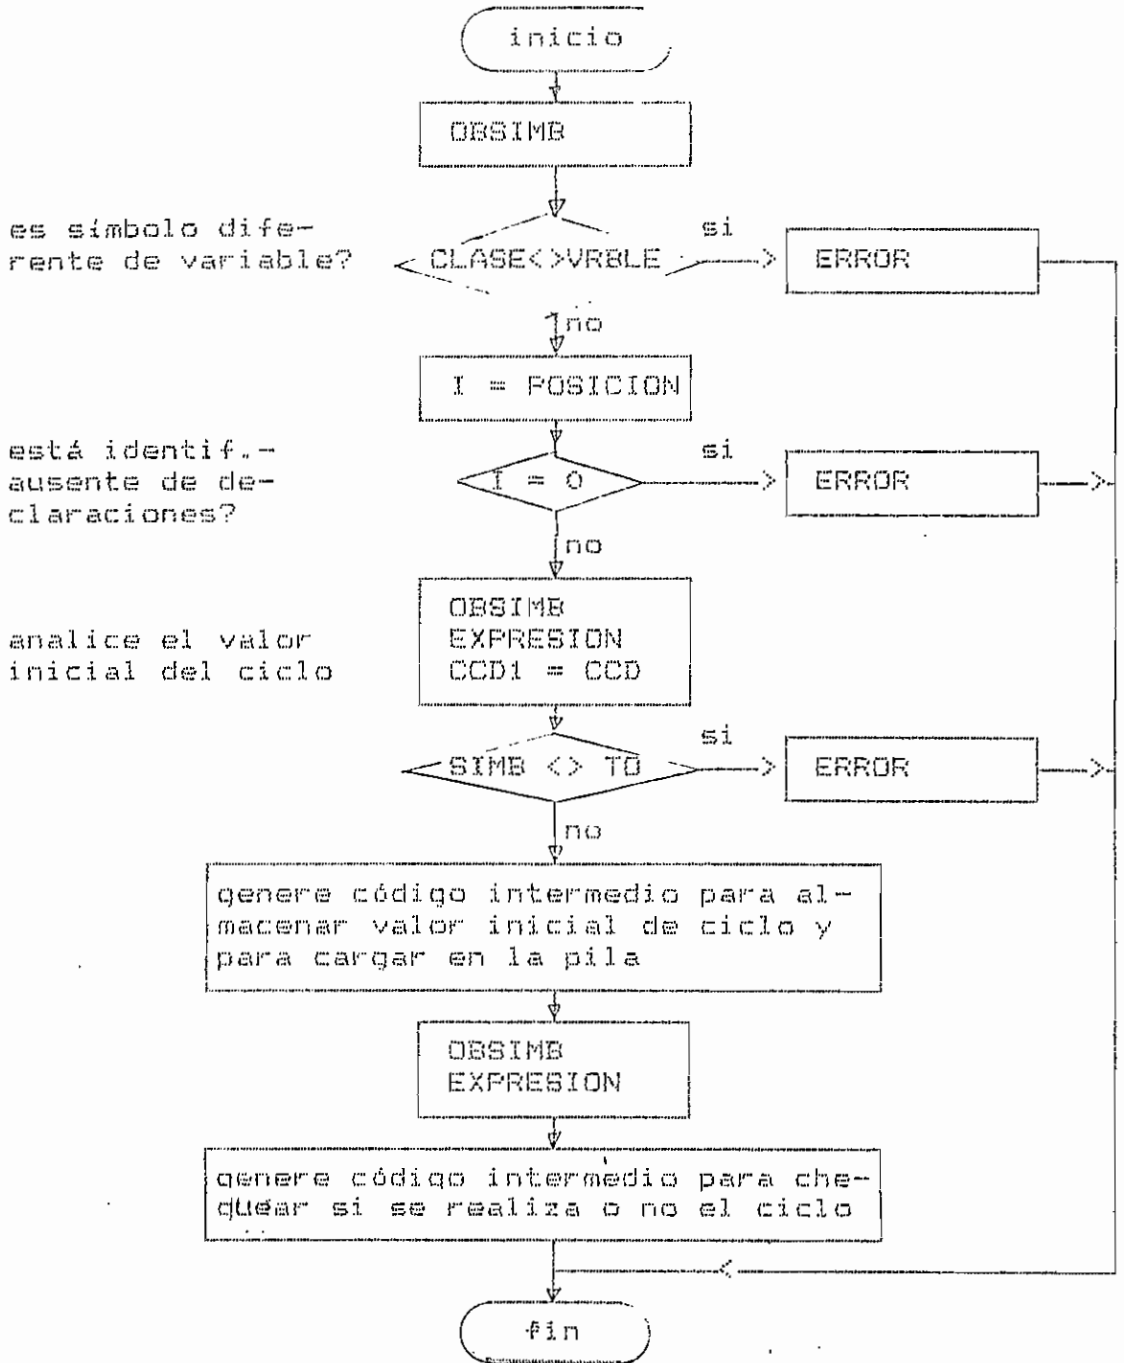 inicio
OBSIMB
es símbolo dife-
rente de variable?
CLASE<>VRBLE
si
ERROR
no
I = POSICION
está identif.-
ausente de de-
claraciones?
I = 0
si
ERROR
no
OBSIMB
EXPRESION
CCD1 = CCD
analice el valor
inicial del ciclo
SIMB <> TO
si
ERROR
no
genere código intermedio para al-
macenar valor inicial de ciclo y
para cargar en la pila
OBSIMB
EXPRESION
genere código intermedio para che-
quear si se realiza o no el ciclo
fin